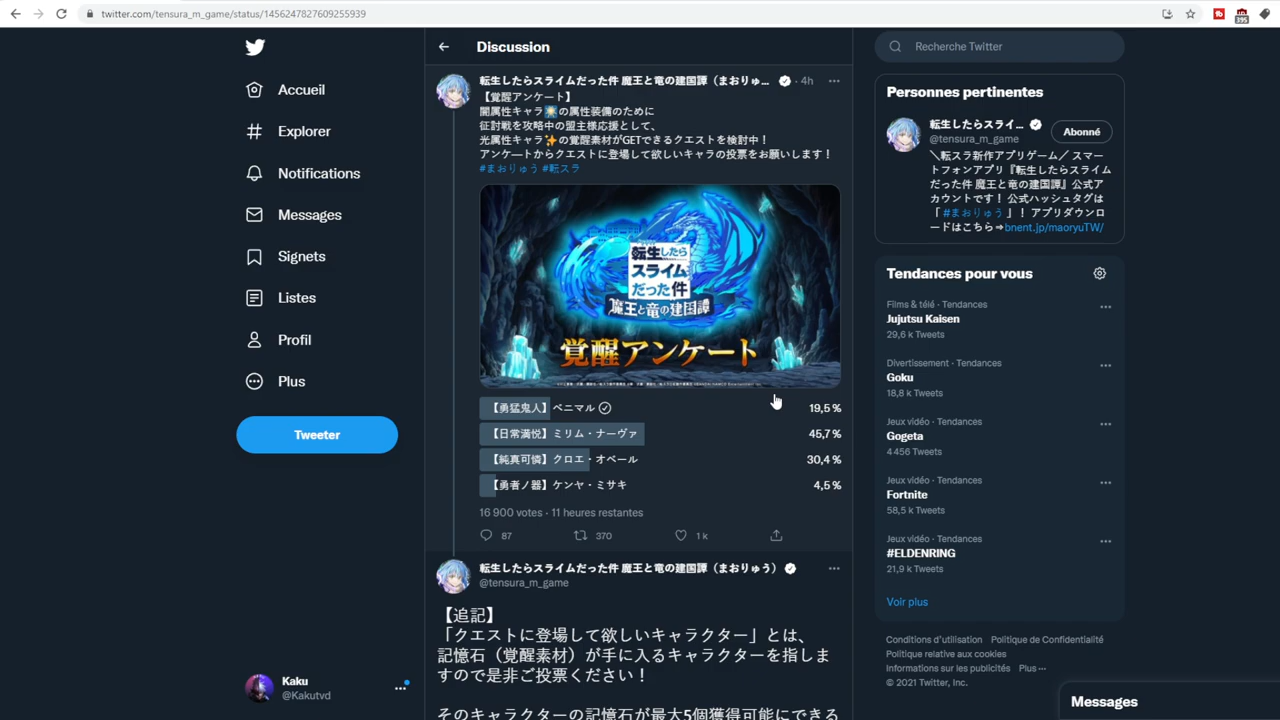 twitter.com/tensura_m_game/status/1456247827609255939
395
Accueil
Explorer
Notifications
Messages
Signets
Listes
Profil
Plus
Tweeter
Kaku
@Kakutvd
Discussion
転生したらスライムだった件 魔王と竜の建国譚（まおりゅ... · 4h
【覚醒アンケート】
闇属性キャラ🌟の属性装備のために
征討戦を攻略中の盟主様応援として、
光属性キャラ✨の覚醒素材がGETできるクエストを検討中！
アンケートからクエストに登場して欲しいキャラの投票をお願いします！
#まおりゅう #転スラ
転生したら
スライム
だった件
魔王と竜の建国譚
覚醒アンケート
【勇猛鬼人】ベニマル 19,5 %
【日常満悦】ミリム・ナーヴァ 45,7 %
【純真可憐】クロエ・オベール 30,4 %
【勇者ノ器】ケンヤ・ミサキ 4,5 %
16 900 votes · 11 heures restantes
87 370 1 k
転生したらスライムだった件 魔王と竜の建国譚（まおりゅう）
@tensura_m_game
【追記】
「クエストに登場して欲しいキャラクター」とは、
記憶石（覚醒素材）が手に入るキャラクターを指しま
すので是非ご投票ください！
そのキャラクターの記憶石が最大5個獲得可能にできる
Recherche Twitter
Personnes pertinentes
転生したらスライ...
@tensura_m_game
Abonné
＼転スラ新作アプリゲーム／ スマ
ートフォンアプリ『転生したらスライム
だった件 魔王と竜の建国譚』公式ア
カウントです！ 公式ハッシュタグは
「 #まおりゅう 」！ アプリダウンロ
ードはこちら⇒bnent.jp/maoryuTW/
Tendances pour vous
Films & télé · Tendances
Jujutsu Kaisen
29,6 k Tweets
Divertissement · Tendances
Goku
18,8 k Tweets
Jeux vidéo · Tendances
Gogeta
4 456 Tweets
Jeux vidéo · Tendances
Fortnite
58,5 k Tweets
Jeux vidéo · Tendances
#ELDENRING
21,9 k Tweets
Voir plus
Conditions d'utilisation Politique de Confidentialité
Politique relative aux cookies
Informations sur les publicités Plus ···
© 2021 Twitter, Inc.
Messages